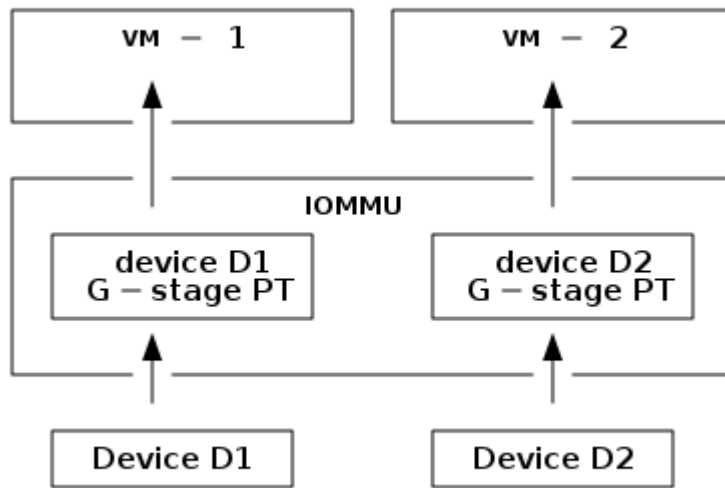 VM − 1
VM − 2
IOMMU
device D1
G − stage PT
device D2
G − stage PT
Device D1
Device D2